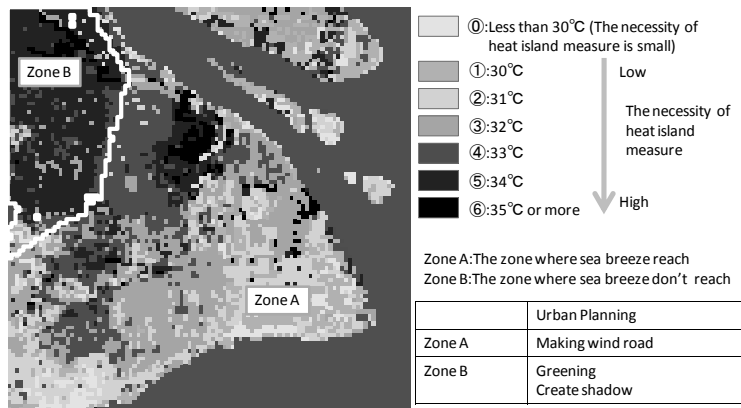 Zone B
Zone A
⓪:Less than 30℃ (The necessity of
heat island measure is small)
①:30℃
②:31℃
③:32℃
④:33℃
⑤:34℃
⑥:35℃ or more
Low
The necessity of
heat island
measure
High
Zone A:The zone where sea breeze reach
Zone B:The zone where sea breeze don't reach
Urban Planning
Zone A Making wind road
Zone B Greening
Create shadow